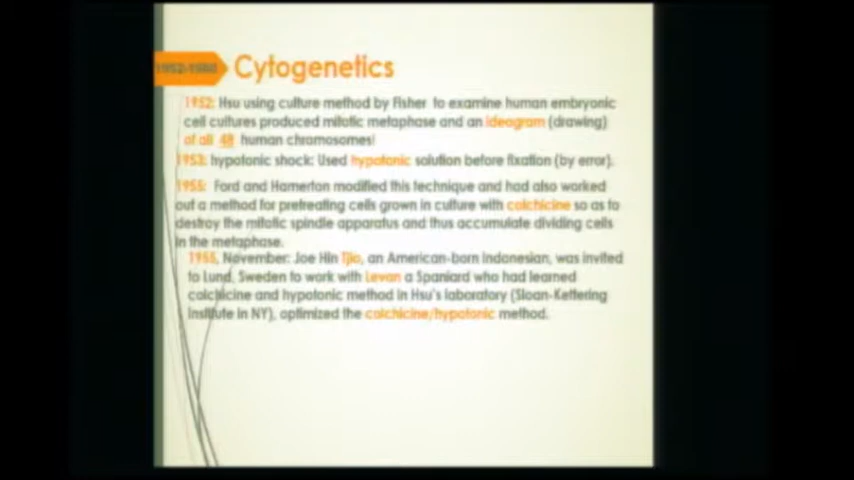 1952-1960
Cytogenetics
1952: Hsu using culture method by Fisher to examine human embryonic
cell cultures produced mitotic metaphase and an ideogram (drawing)
of all 48 human chromosomes!
1953: hypotonic shock: Used hypotonic solution before fixation (by error).
1955: Ford and Hamerton modified this technique and had also worked
out a method for pretreating cells grown in culture with colchicine so as to
destroy the mitotic spindle apparatus and thus accumulate dividing cells
in the metaphase.
1955, November: Joe Hin Tjio, an American-born Indonesian, was invited
to Lund, Sweden to work with Levan a Spaniard who had learned
colchicine and hypotonic method in Hsu's laboratory (Sloan-Kettering
Institute in NY), optimized the colchicine/hypotonic method.